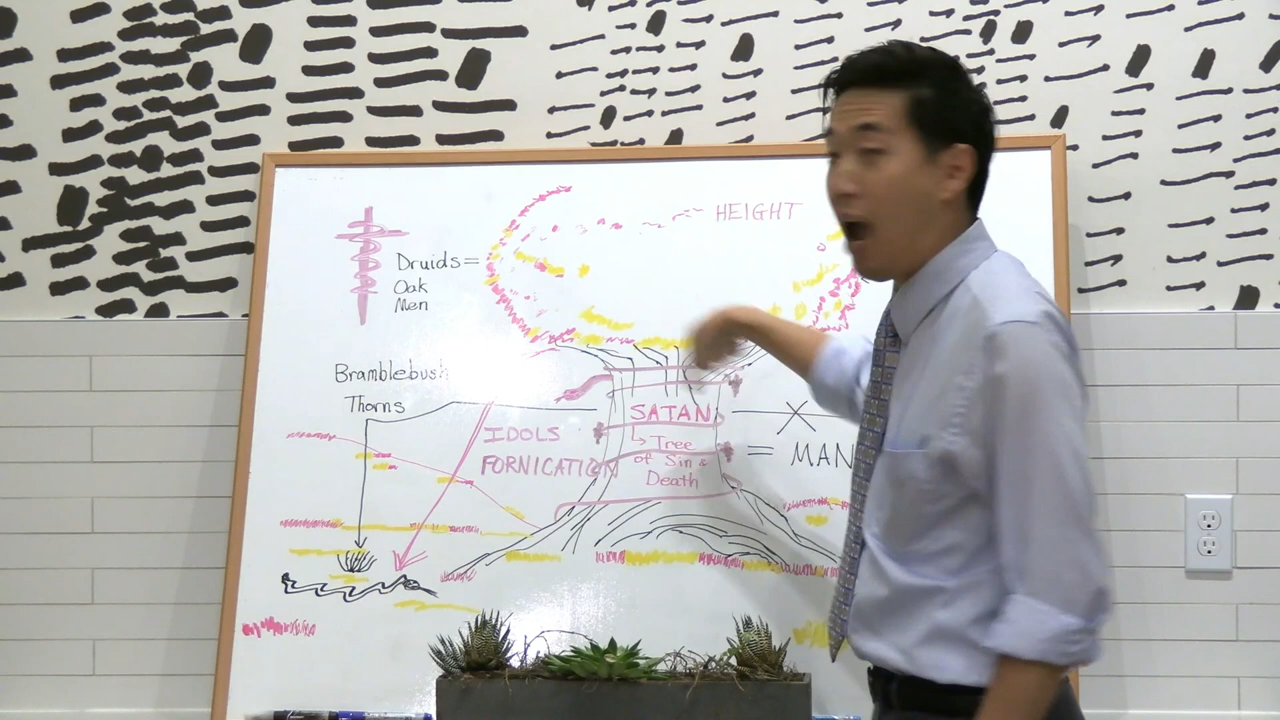 HEIGHT
Druids=
Oak
Men
Bramblebush
Thorns
IDOLS
FORNICATION
SATAN
Tree
of Sin &
Death
X
= MAN